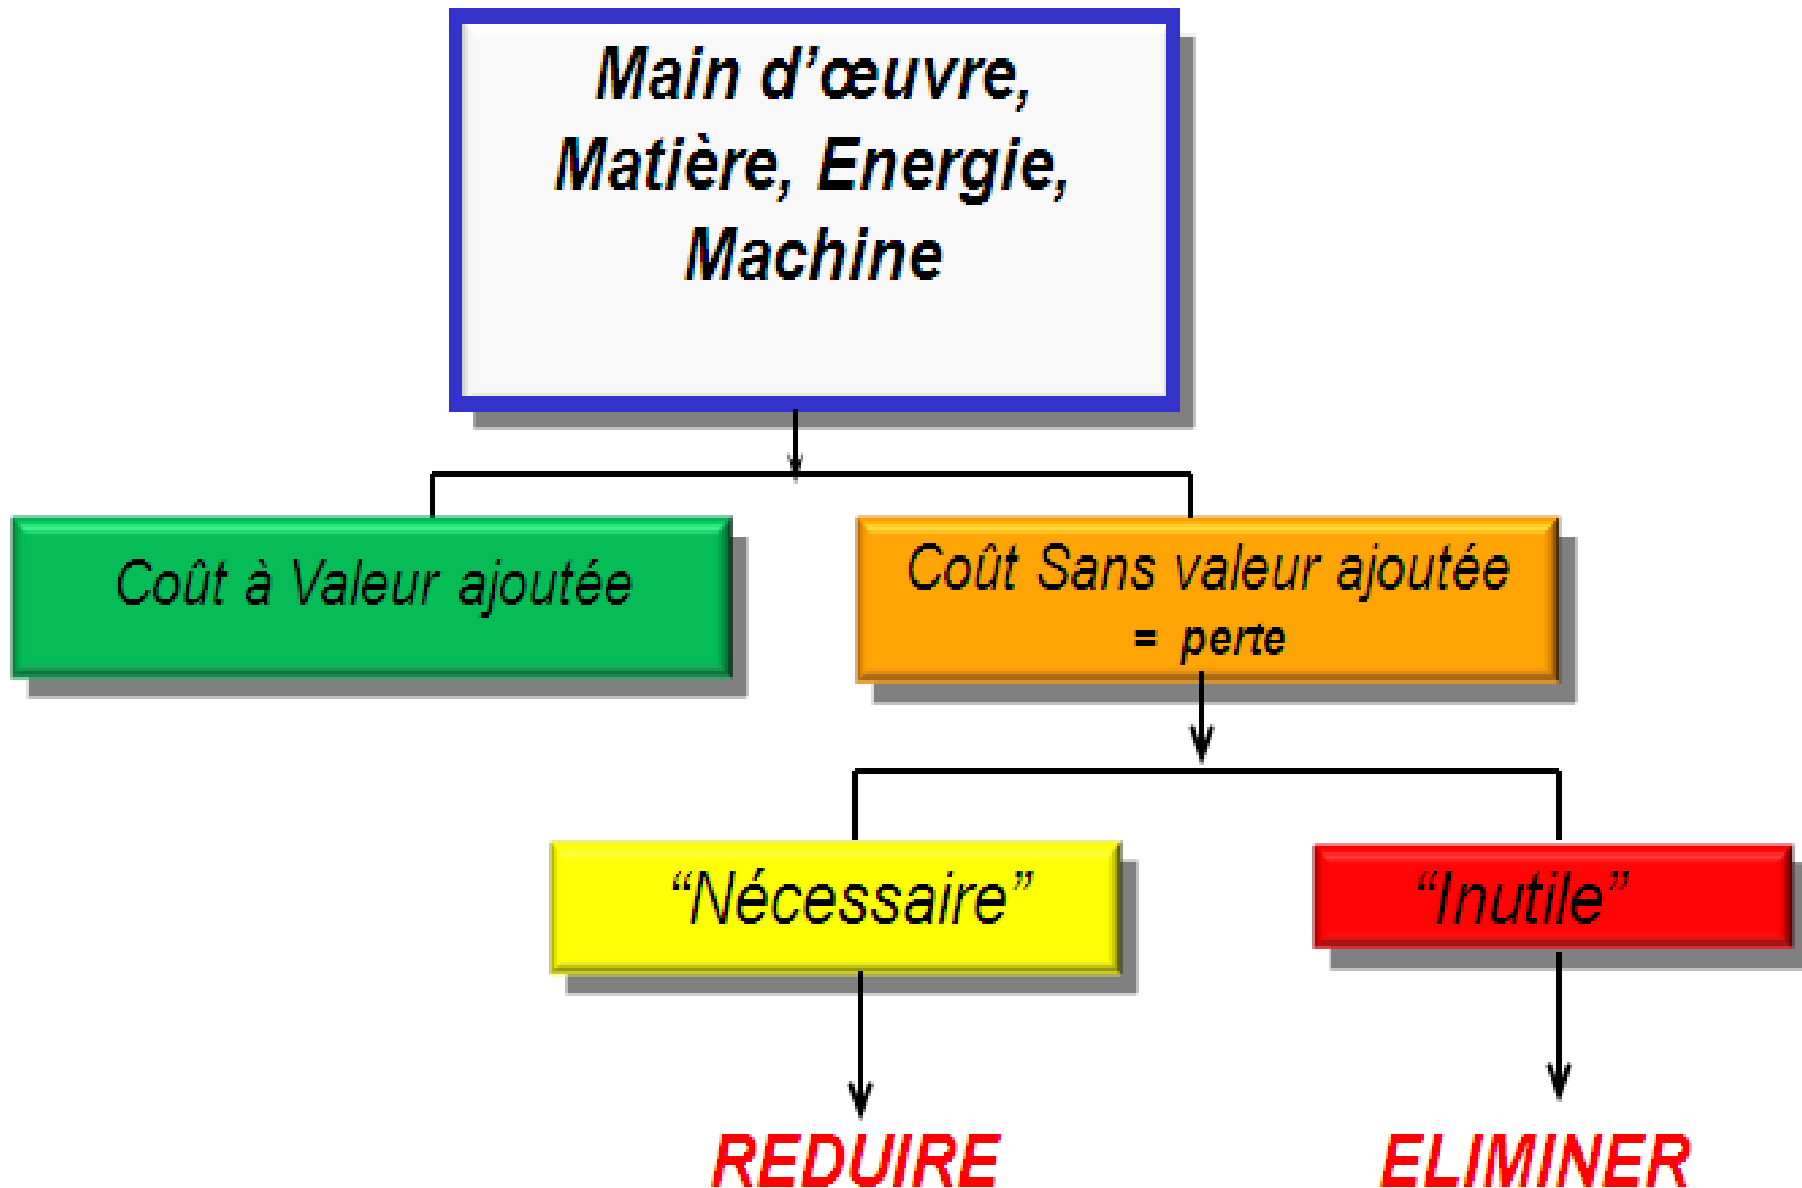 Main d’œuvre,
Matière, Energie,
Machine
Coût à Valeur ajoutée
Coût Sans valeur ajoutée
= perte
“Nécessaire”
“Inutile”
REDUIRE
ELIMINER